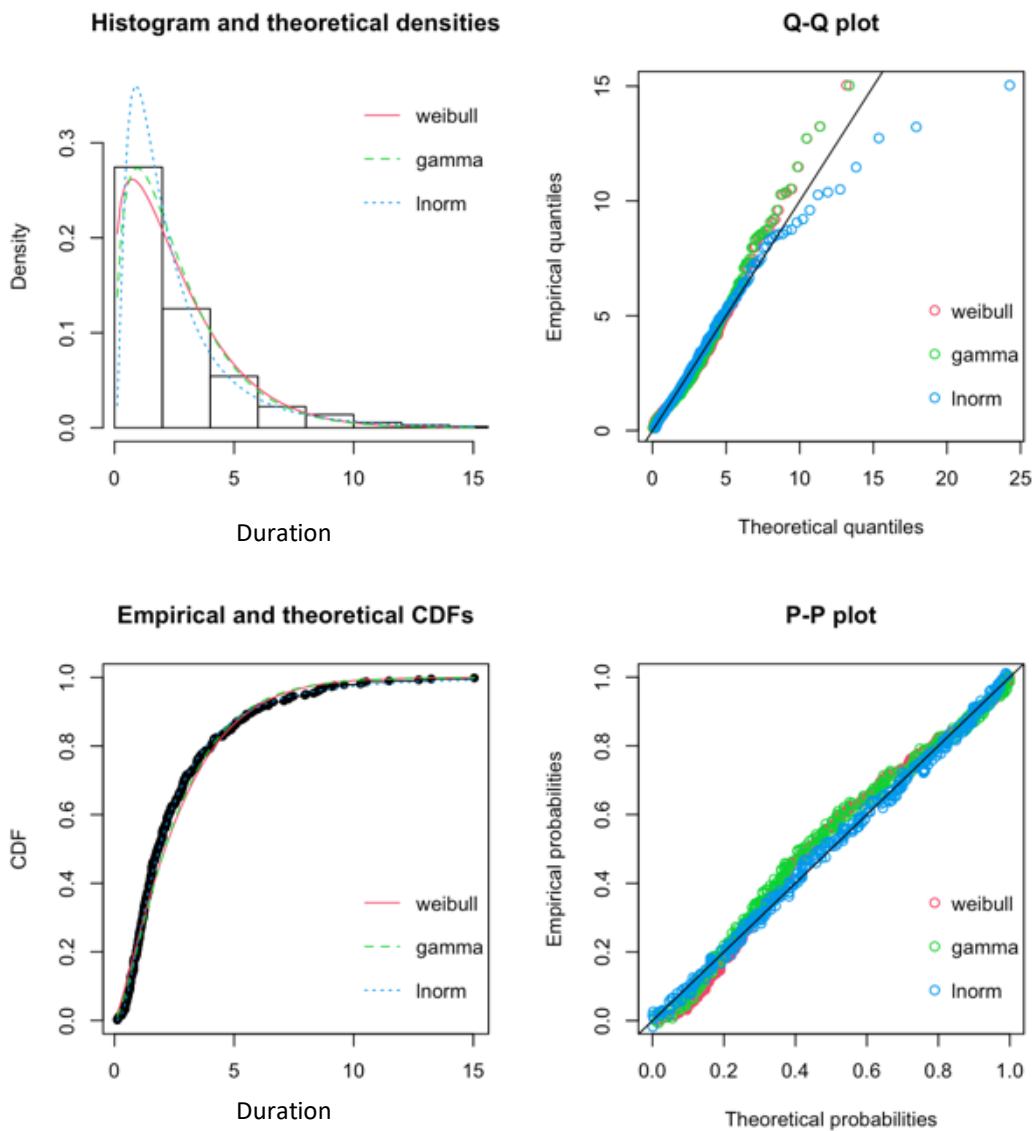 Histogram and theoretical densities
Density
0.0
0.1
0.2
0.3
weibull
gamma
lnorm
0
5
10
15
Duration
Q-Q plot
Empirical quantiles
0
5
10
15
weibull
gamma
lnorm
0
5
10
15
20
25
Theoretical quantiles
Empirical and theoretical CDFs
CDF
0.0
0.2
0.4
0.6
0.8
1.0
weibull
gamma
lnorm
0
5
10
15
Duration
P-P plot
Empirical probabilities
0.0
0.2
0.4
0.6
0.8
1.0
weibull
gamma
lnorm
0.0
0.2
0.4
0.6
0.8
1.0
Theoretical probabilities